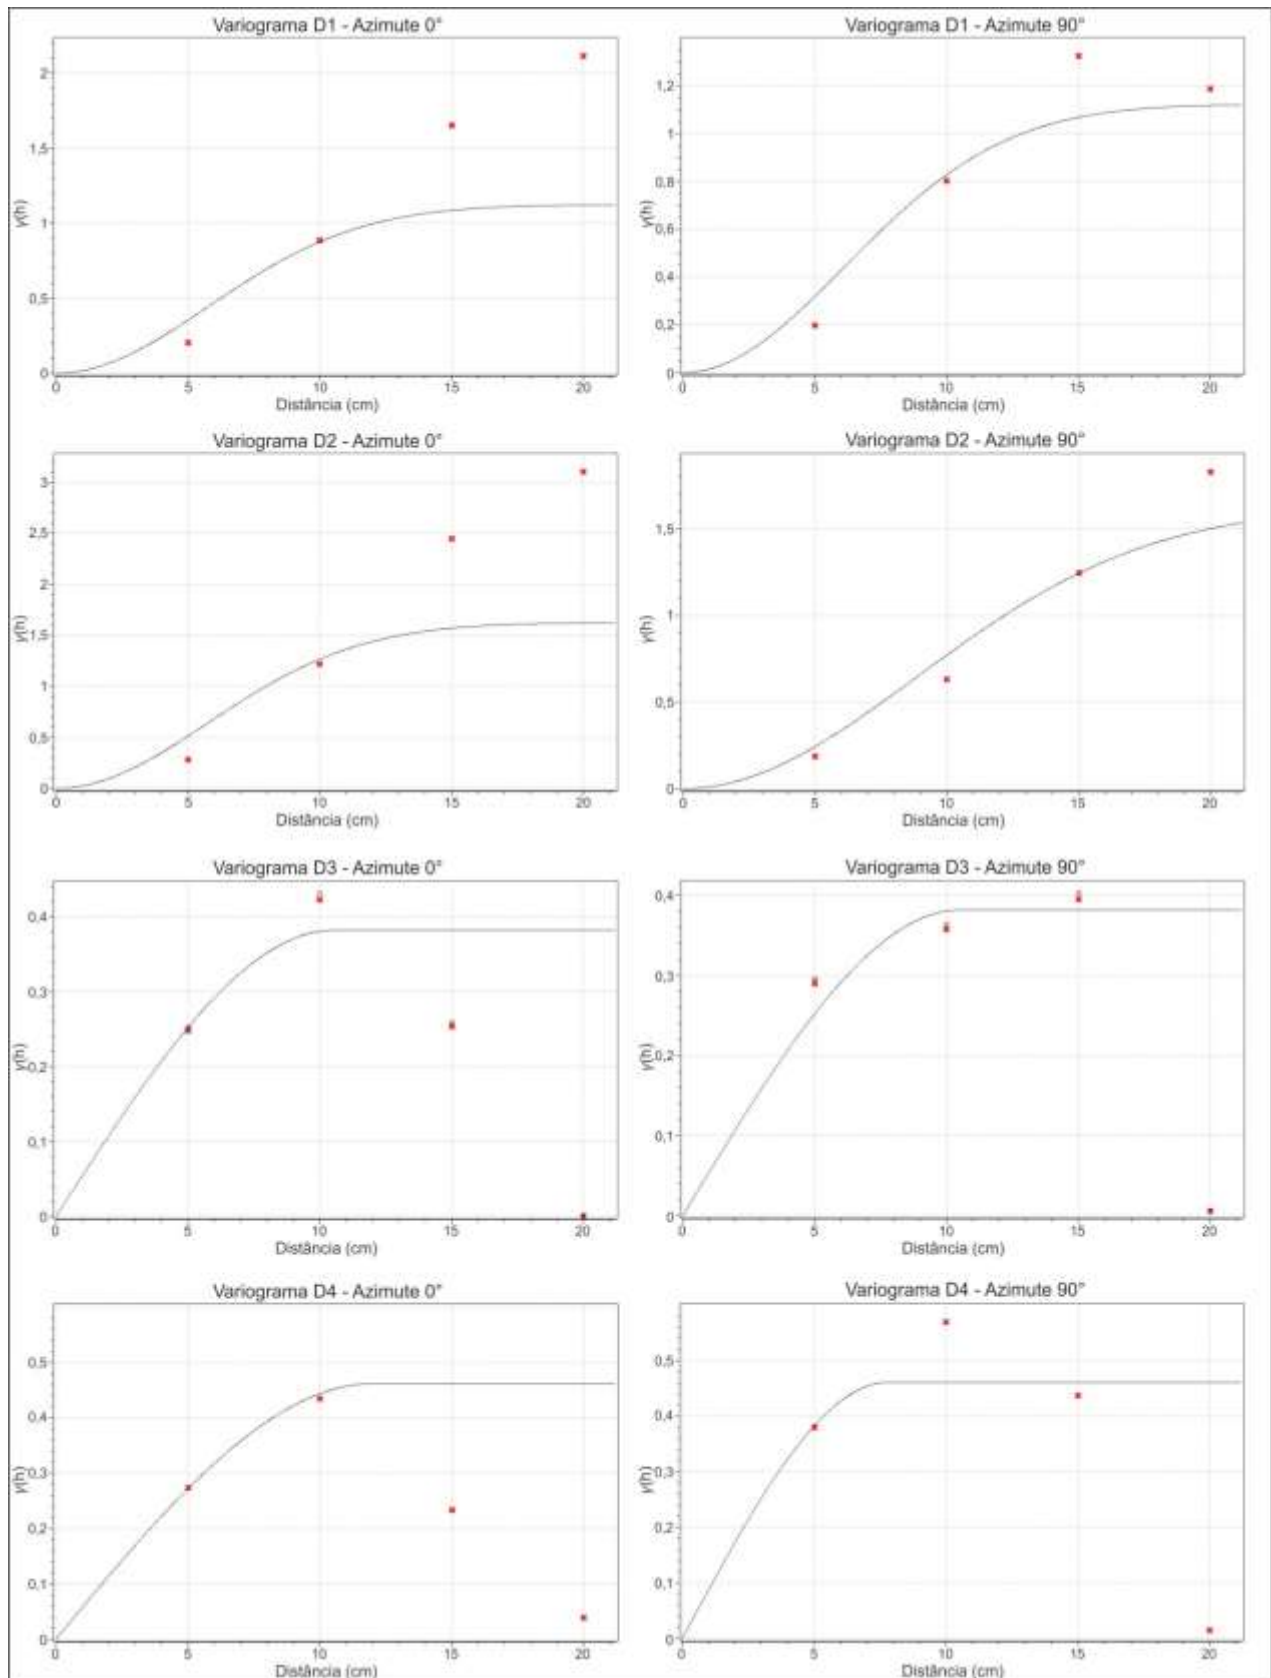 Variograma D1 - Azimute 0°
2
1,5
γ(h)
1
0,5
0
0 5 10 15 20
Distância (cm)
Variograma D1 - Azimute 90°
1,2
1
0,8
γ(h)
0,6
0,4
0,2
0
0 5 10 15 20
Distância (cm)
Variograma D2 - Azimute 0°
3
2,5
2
γ(h)
1,5
1
0,5
0
0 5 10 15 20
Distância (cm)
Variograma D2 - Azimute 90°
1,5
γ(h)
1
0,5
0
0 5 10 15 20
Distância (cm)
Variograma D3 - Azimute 0°
0,4
0,3
γ(h)
0,2
0,1
0
0 5 10 15 20
Distância (cm)
Variograma D3 - Azimute 90°
0,4
0,3
γ(h)
0,2
0,1
0
0 5 10 15 20
Distância (cm)
Variograma D4 - Azimute 0°
0,5
0,4
0,3
γ(h)
0,2
0,1
0
0 5 10 15 20
Distância (cm)
Variograma D4 - Azimute 90°
0,5
0,4
0,3
γ(h)
0,2
0,1
0
0 5 10 15 20
Distância (cm)